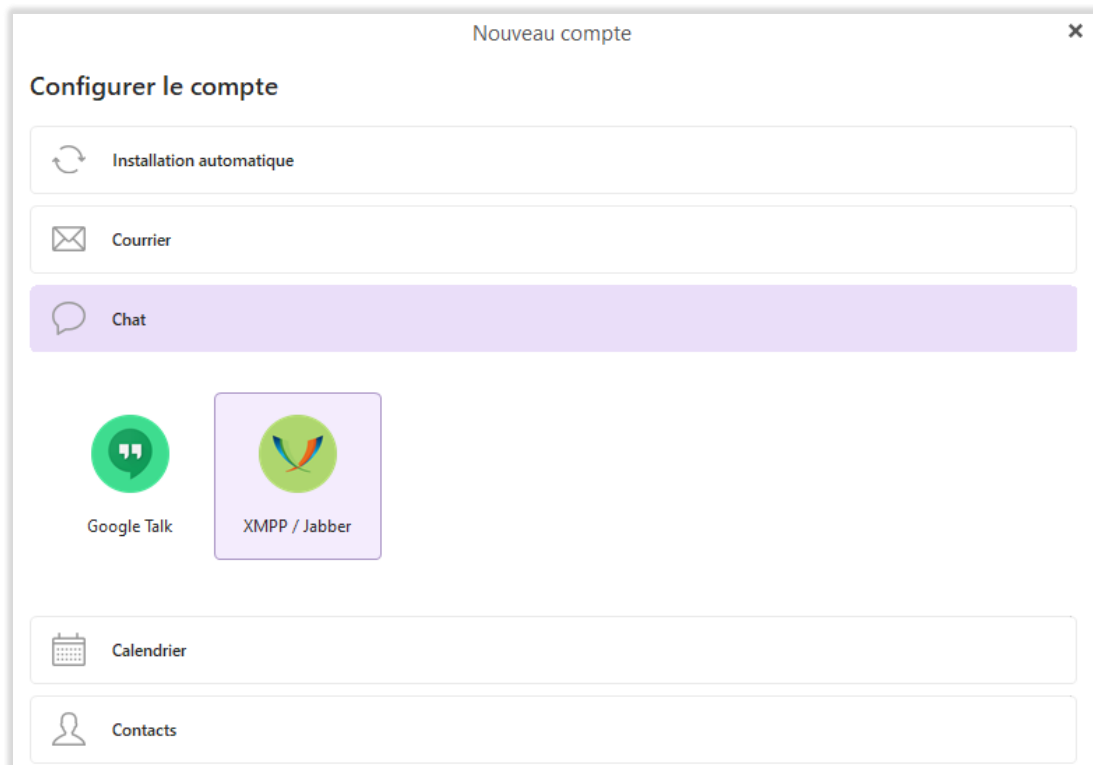 Nouveau compte
Configurer le compte
Installation automatique
Courrier
Chat
Google Talk
XMPP / Jabber
Calendrier
Contacts